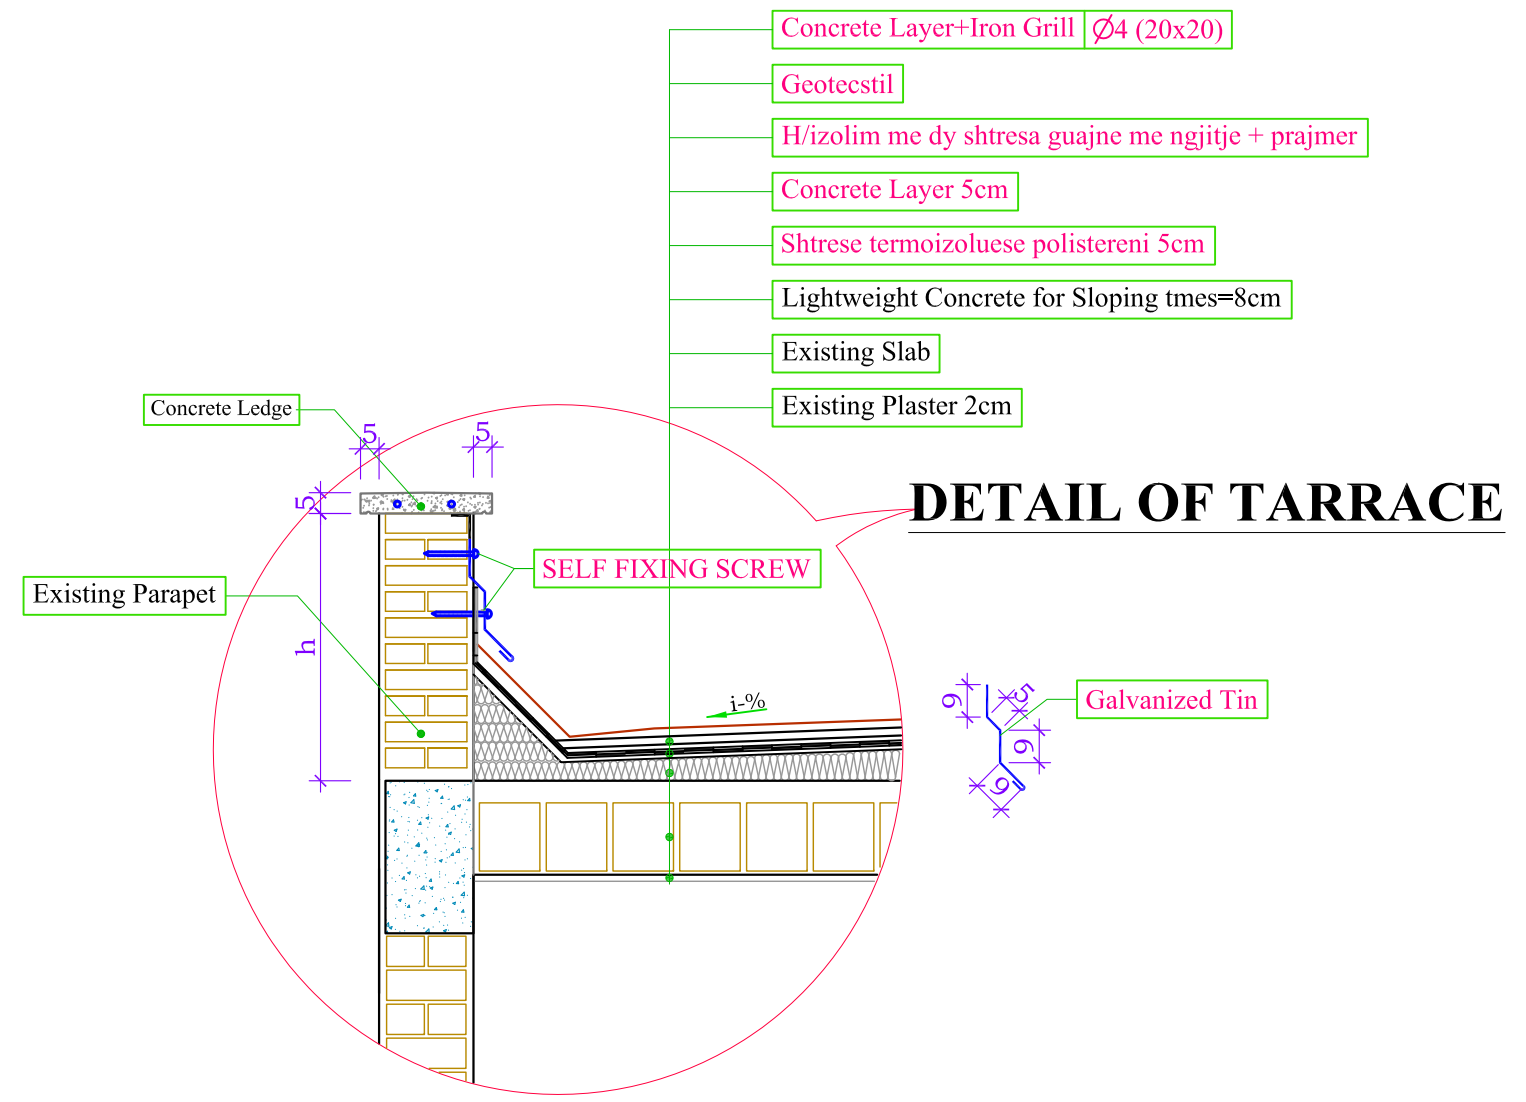 Concrete Layer+Iron Grill Ø4 (20x20)
Geotecstil
H/izolim me dy shtresa guajne me ngjitje + prajmer
Concrete Layer 5cm
Shtrese termoizoluese polistereni 5cm
Lightweight Concrete for Sloping tmes=8cm
Existing Slab
Existing Plaster 2cm
Concrete Ledge
5
5
5
DETAIL OF TARRACE
SELF FIXING SCREW
Existing Parapet
h
i-%
9
5
Galvanized Tin
9
9